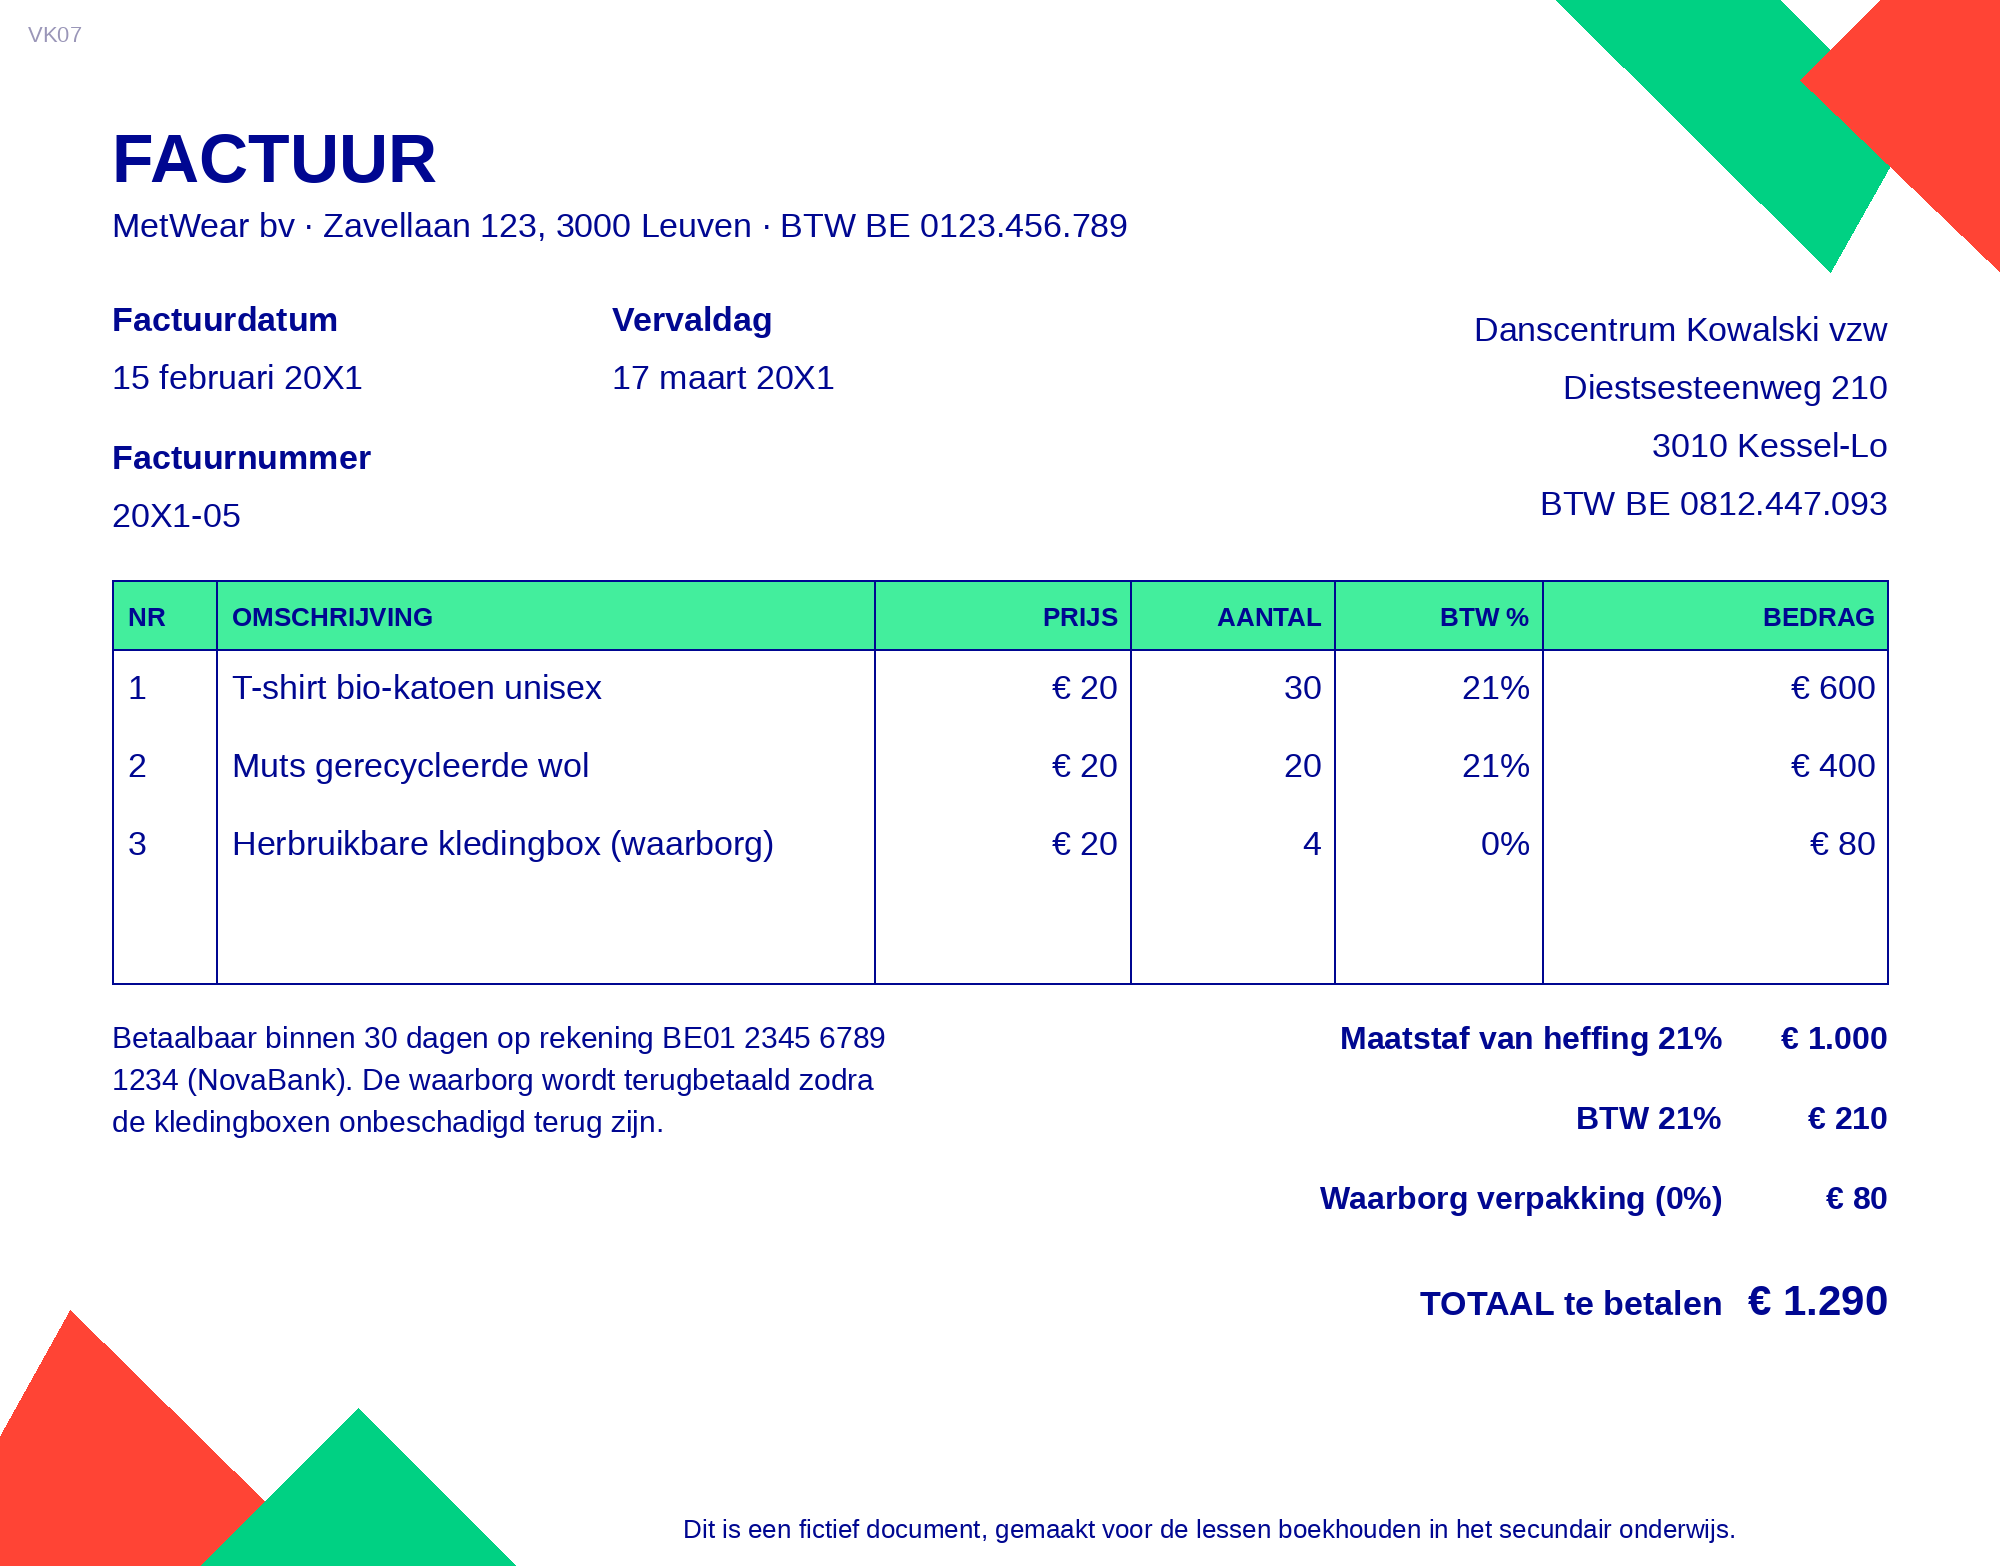 VK07
FACTUUR
MetWear bv · Zavellaan 123, 3000 Leuven · BTW BE 0123.456.789
Factuurdatum
15 februari 20X1
Vervaldag
17 maart 20X1
Factuurnummer
20X1-05
Danscentrum Kowalski vzw
Diestsesteenweg 210
3010 Kessel-Lo
BTW BE 0812.447.093
NR OMSCHRIJVING PRIJS AANTAL BTW % BEDRAG
1 T-shirt bio-katoen unisex € 20 30 21% € 600
2 Muts gerecycleerde wol € 20 20 21% € 400
3 Herbruikbare kledingbox (waarborg) € 20 4 0% € 80
Betaalbaar binnen 30 dagen op rekening BE01 2345 6789
1234 (NovaBank). De waarborg wordt terugbetaald zodra
de kledingboxen onbeschadigd terug zijn.
Maatstaf van heffing 21% € 1.000
BTW 21% € 210
Waarborg verpakking (0%) € 80
TOTAAL te betalen € 1.290
Dit is een fictief document, gemaakt voor de lessen boekhouden in het secundair onderwijs.